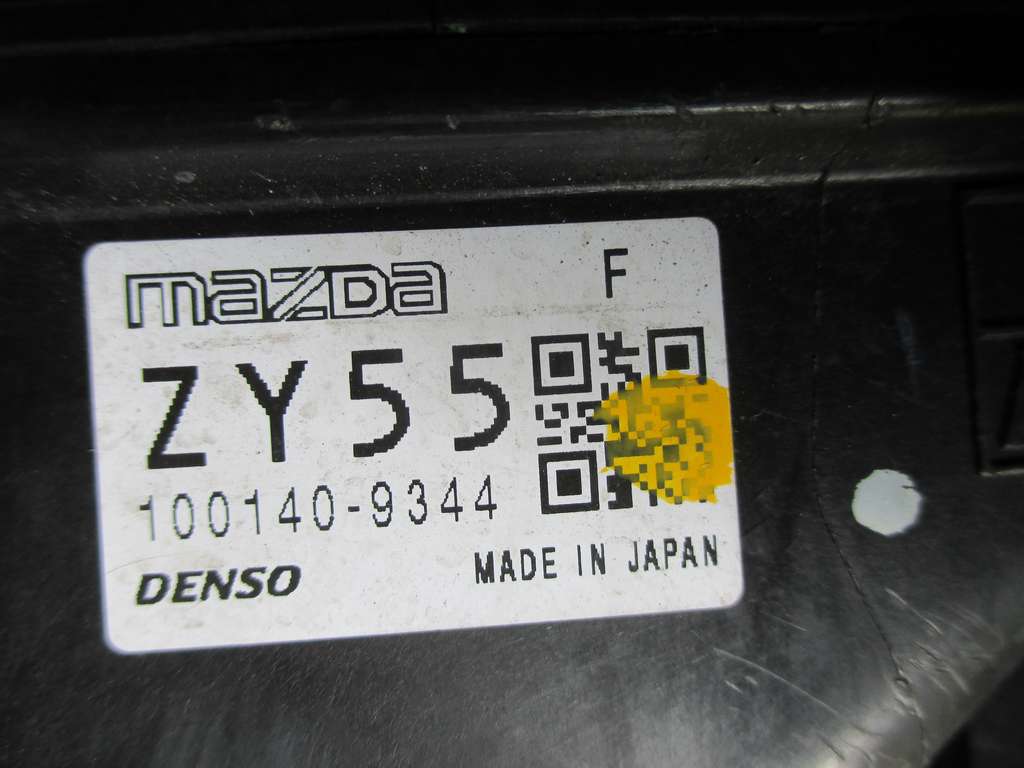 mazda F
ZY55
100140-9344
DENSO MADE IN JAPAN